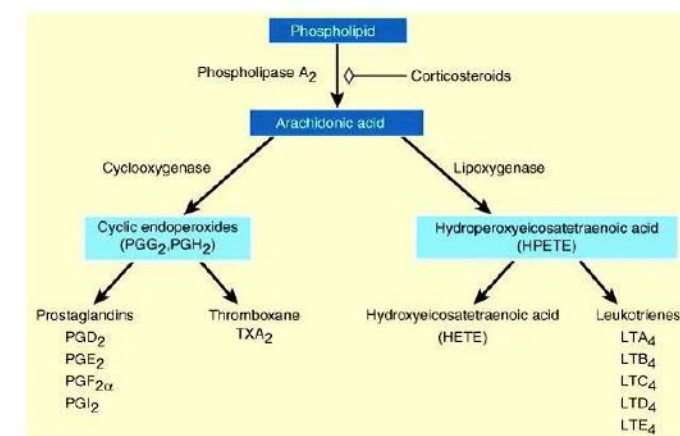 Phospholipid
Phospholipase A2
Corticosteroids
Arachidonic acid
Cyclooxygenase
Lipoxygenase
Cyclic endoperoxides
(PGG2,PGH2)
Hydroperoxyeicosatetraenoic acid
(HPETE)
Prostaglandins
PGD2
PGE2
PGF2α
PGI2
Thromboxane
TXA2
Hydroxyeicosatetraenoic acid
(HETE)
Leukotrienes
LTA4
LTB4
LTC4
LTD4
LTE4